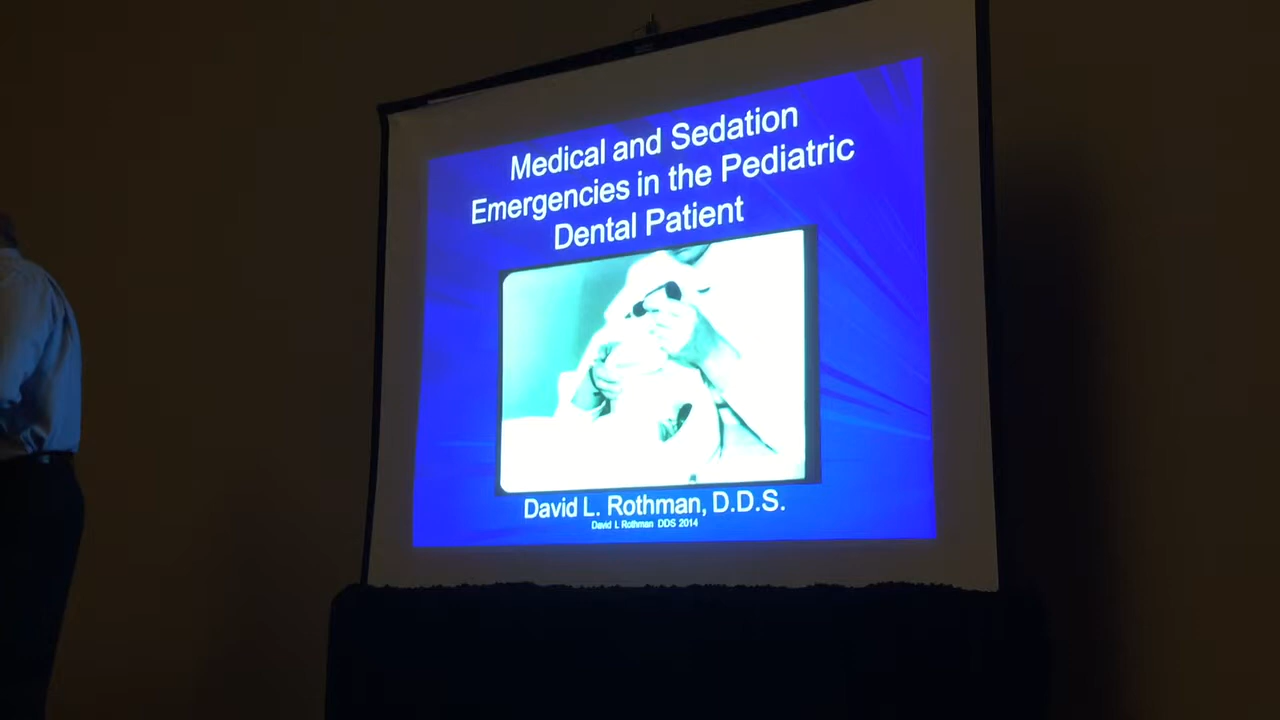 Medical and Sedation
Emergencies in the Pediatric
Dental Patient
David L. Rothman, D.D.S.
David L Rothman DDS 2014